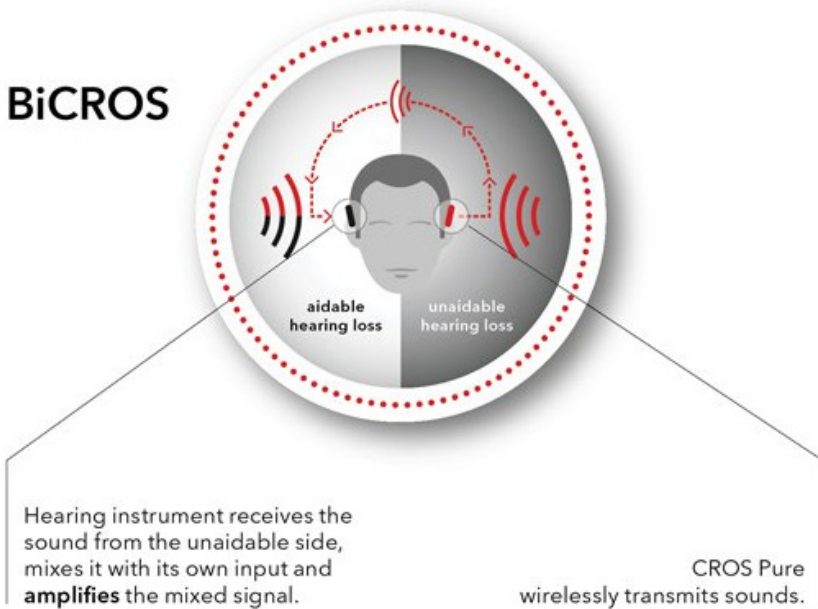 BiCROS
aidable
hearing loss
unaidable
hearing loss
Hearing instrument receives the
sound from the unaidable side,
mixes it with its own input and
amplifies the mixed signal.
CROS Pure
wirelessly transmits sounds.